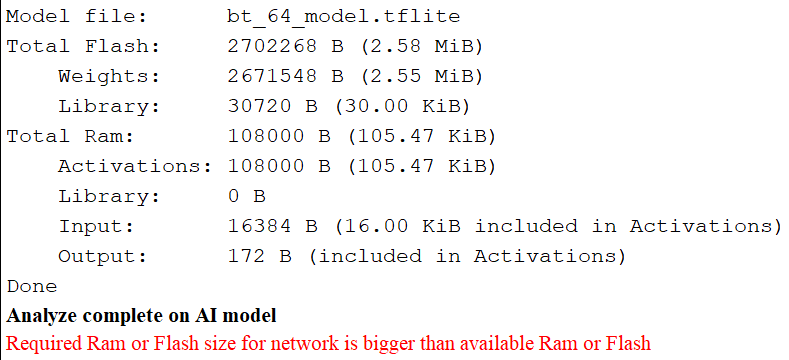 Model file: bt_64_model.tflite
Total Flash: 2702268 B (2.58 MiB)
Weights: 2671548 B (2.55 MiB)
Library: 30720 B (30.00 KiB)
Total Ram: 108000 B (105.47 KiB)
Activations: 108000 B (105.47 KiB)
Library: 0 B
Input: 16384 B (16.00 KiB included in Activations)
Output: 172 B (included in Activations)
Done
Analyze complete on AI model
Required Ram or Flash size for network is bigger than available Ram or Flash